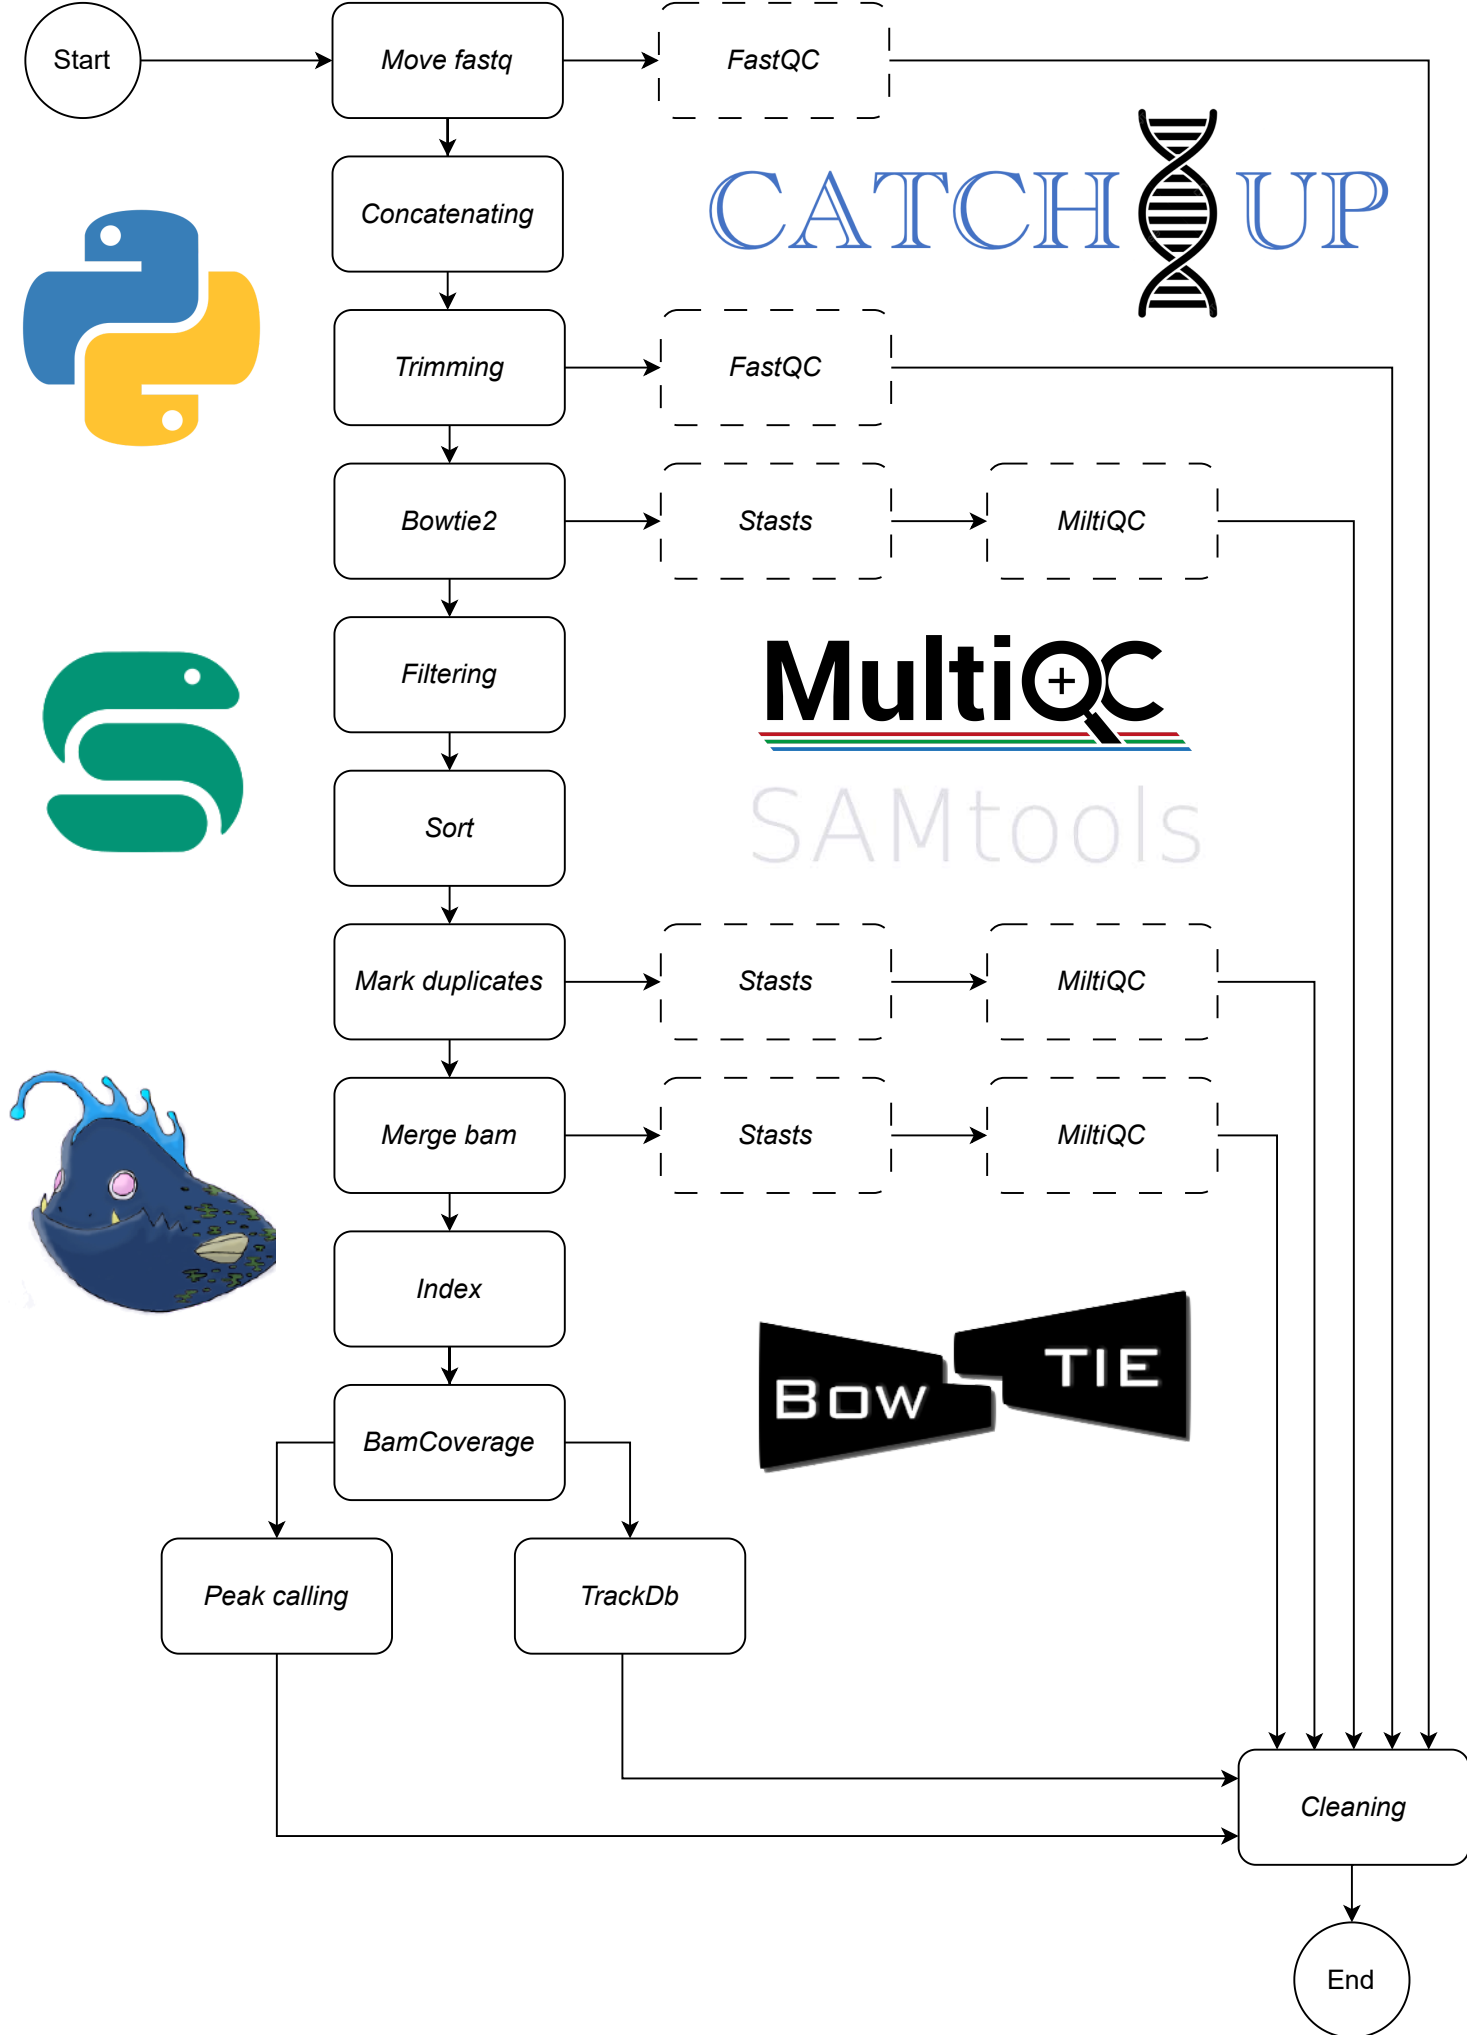 Start
Move fastq
FastQC
CATCH UP
Concatenating
Trimming
FastQC
Bowtie2
Stasts
MiltiQC
Filtering
MultiQC
Sort
SAMtools
Mark duplicates
Stasts
MiltiQC
Merge bam
Stasts
MiltiQC
Index
BOW TIE
BamCoverage
Peak calling
TrackDb
Cleaning
End